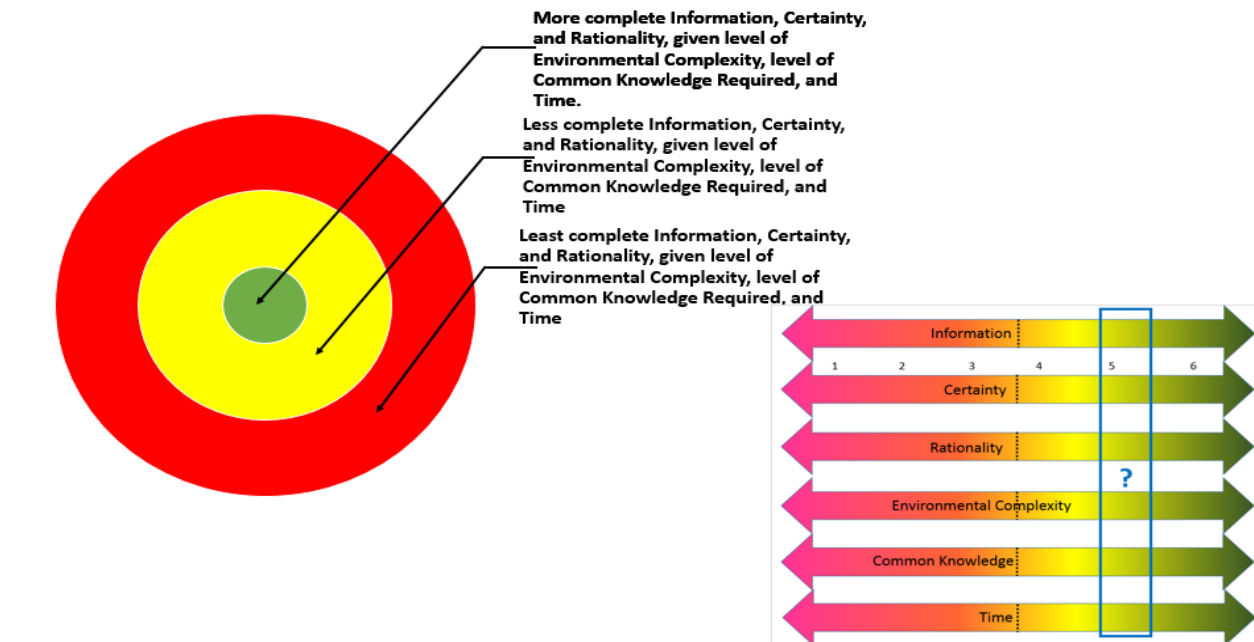 More complete Information, Certainty,
and Rationality, given level of
Environmental Complexity, level of
Common Knowledge Required, and
Time.
Less complete Information, Certainty,
and Rationality, given level of
Environmental Complexity, level of
Common Knowledge Required, and
Time
Least complete Information, Certainty,
and Rationality, given level of
Environmental Complexity, level of
Common Knowledge Required, and
Time
Information
1 2 3 4 5 6
Certainty
Rationality
?
Environmental Complexity
Common Knowledge
Time